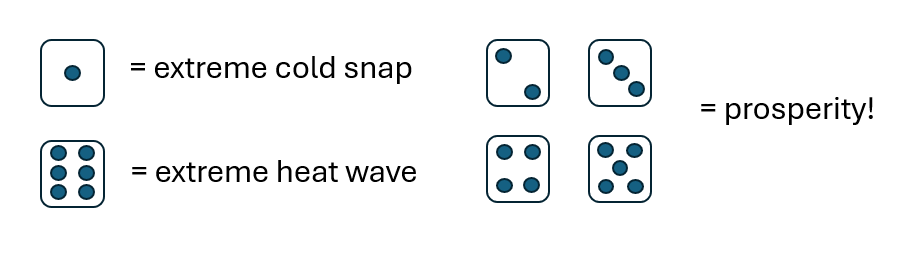 = extreme cold snap
= prosperity!
= extreme heat wave